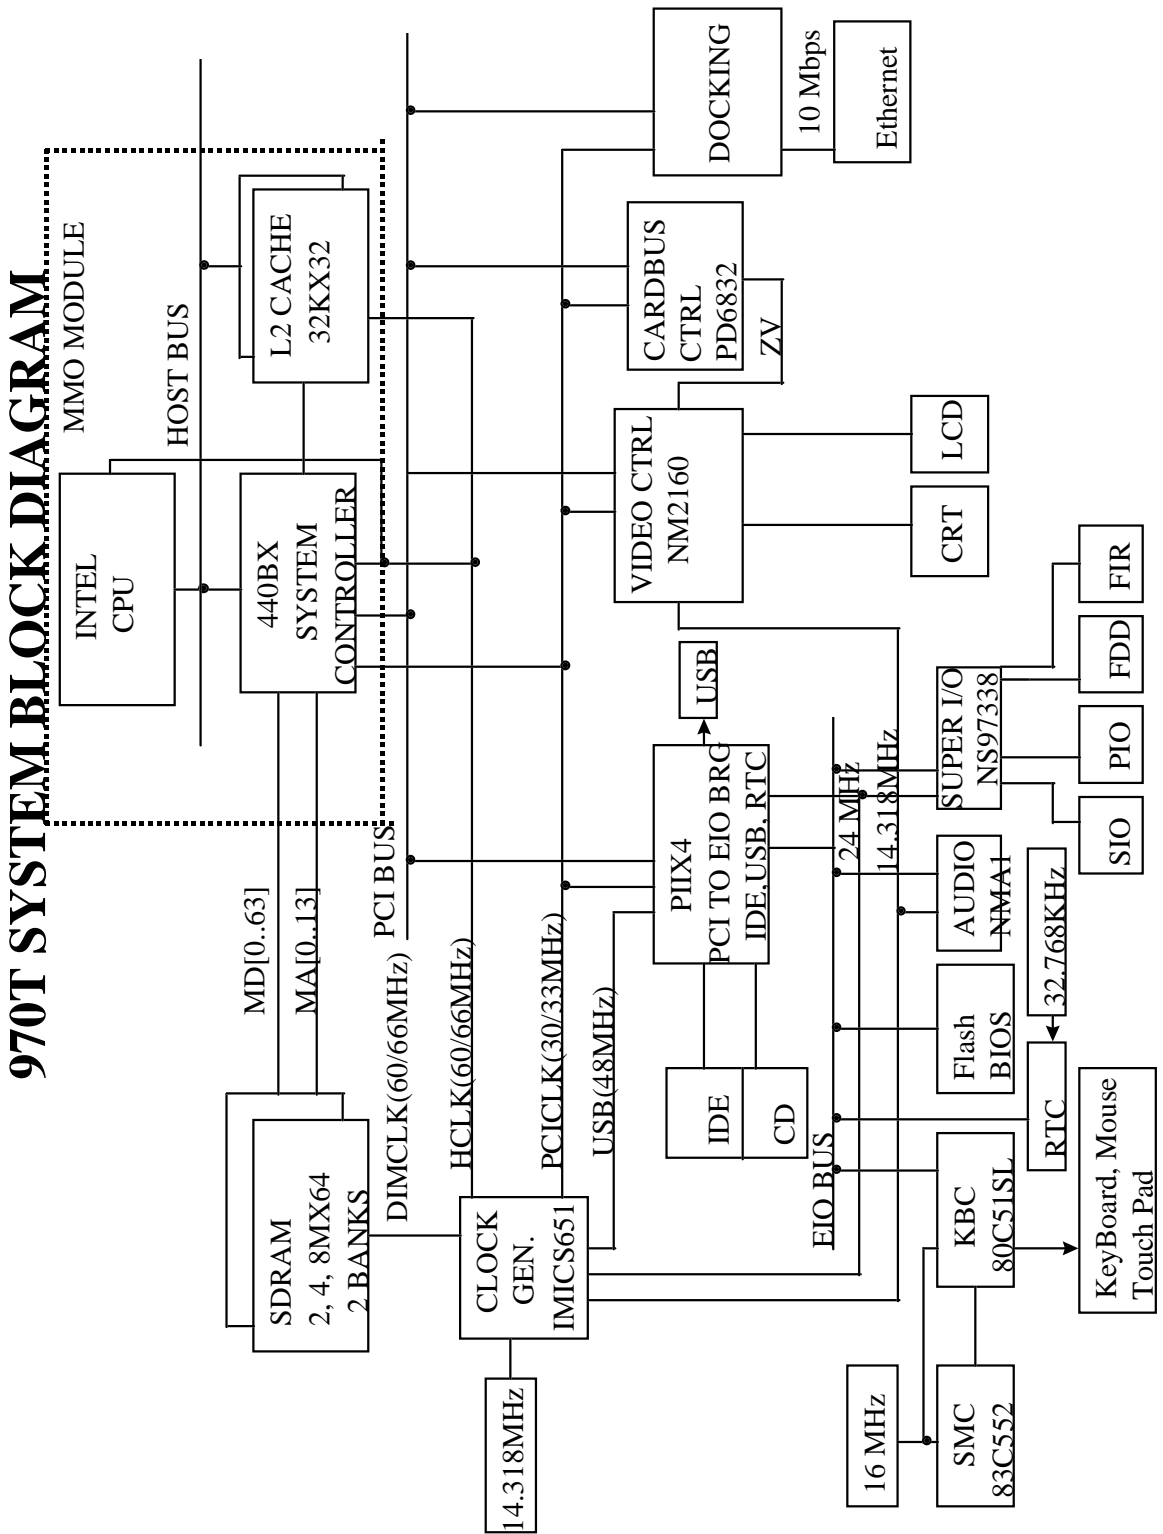 970T SYSTEM BLOCK DIAGRAM
MMO MODULE
INTEL
CPU
HOST BUS
MD[0..63]
MA[0..13]
SDRAM
2, 4, 8MX64
2 BANKS
440BX
SYSTEM
CONTROLLER
L2 CACHE
32KX32
PCI BUS
DIMCLK(60/66MHz)
HCLK(60/66MHz)
PCICLK(30/33MHz)
USB(48MHz)
14.318MHz
CLOCK
GEN.
IMICS651
PIIX4
PCI TO EIO BRG
IDE,USB, RTC
USB
IDE
CD
VIDEO CTRL
NM2160
CARDBUS
CTRL
PD6832
ZV
DOCKING
10 Mbps
Ethernet
LCD
CRT
EIO BUS
24 MHz
14.318MHz
16 MHz
SMC
83C552
KBC
80C51SL
Flash
BIOS
AUDIO
NMA1
SUPER I/O
NS97338
RTC
32.768KHz
KeyBoard, Mouse
Touch Pad
SIO
PIO
FDD
FIR